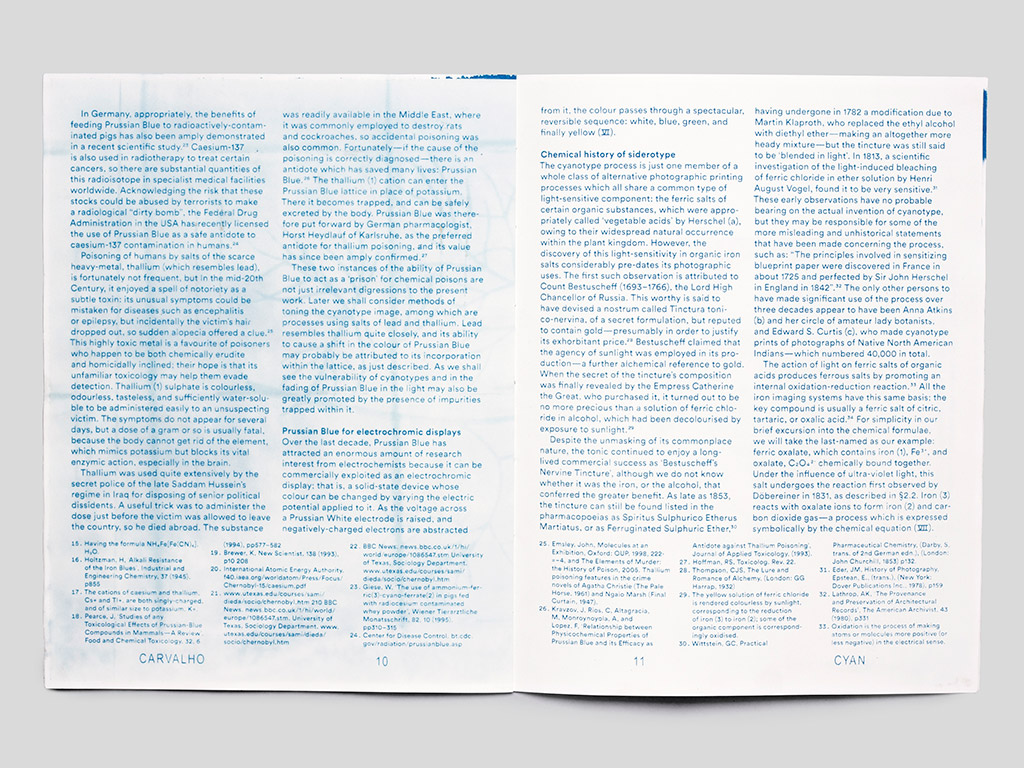 In Germany, appropriately, the benefits of
feeding Prussian Blue to radioactively-contam-
inated pigs has also been amply demonstrated
in a recent scientific study.²³ Caesium-137
is also used in radiotherapy to treat certain
cancers, so there are substantial quantities of
this radioisotope in specialist medical facilities
worldwide. Acknowledging the risk that these
stocks could be abused by terrorists to make
a radiological "dirty bomb", the Federal Drug
Administration in the USA has recently licensed
the use of Prussian Blue as a safe antidote to
caesium-137 contamination in humans.²⁴
Poisoning of humans by salts of the scarce
heavy-metal, thallium (which resembles lead),
is fortunately not frequent, but in the mid-20th
Century, it enjoyed a spell of notoriety as a
subtle toxin: its unusual symptoms could be
mistaken for diseases such as encephalitis
or epilepsy, but incidentally the victim's hair
dropped out, so sudden alopecia offered a clue.²⁵
This highly toxic metal is a favourite of poisoners
who happen to be both chemically erudite
and homicidally inclined; their hope is that its
unfamiliar toxicology may help them evade
detection. Thallium (1) sulphate is colourless,
odourless, tasteless, and sufficiently water-solu-
ble to be administered easily to an unsuspecting
victim. The symptoms do not appear for several
days, but a dose of a gram or so is usually fatal,
because the body cannot get rid of the element,
which mimics potassium but blocks its vital
enzymic action, especially in the brain.
Thallium was used quite extensively by the
secret police of the late Saddam Hussein's
regime in Iraq for disposing of senior political
dissidents. A useful trick was to administer the
dose just before the victim was allowed to leave
the country, so he died abroad. The substance
was readily available in the Middle East, where
it was commonly employed to destroy rats
and cockroaches, so accidental poisoning was
also common. Fortunately—if the cause of the
poisoning is correctly diagnosed—there is an
antidote which has saved many lives: Prussian
Blue.²⁶ The thallium (1) cation can enter the
Prussian Blue lattice in place of potassium.
There it becomes trapped, and can be safely
excreted by the body. Prussian Blue was there-
fore put forward by German pharmacologist,
Horst Heydlauf of Karlsruhe, as the preferred
antidote for thallium poisoning, and its value
has since been amply confirmed.²⁷
These two instances of the ability of Prussian
Blue to act as a 'prison' for chemical poisons are
not just irrelevant digressions to the present
work. Later we shall consider methods of
toning the cyanotype image, among which are
processes using salts of lead and thallium. Lead
resembles thallium quite closely, and its ability
to cause a shift in the colour of Prussian Blue
may probably be attributed to its incorporation
within the lattice, as just described. As we shall
see the vulnerability of cyanotypes and in the
fading of Prussian Blue in the light may also be
greatly promoted by the presence of impurities
trapped within it.
Prussian Blue for electrochromic displays
Over the last decade, Prussian Blue has
attracted an enormous amount of research
interest from electrochemists because it can be
commercially exploited as an electrochromic
display; that is, a solid-state device whose
colour can be changed by varying the electric
potential applied to it. As the voltage across
a Prussian White electrode is raised, and
negatively-charged electrons are abstracted
15. Having the formula NH₄Fe[Fe(CN)₆].
H₂O
16. Holtzman, H. Alkali Resistance
of the Iron Blues', Industrial and
Engineering Chemistry, 37 (1945).
p855
17. The cations of caesium and thallium,
Cs+ and Tl+, are both singly-charged,
and of similar size to potassium, K+.
18. Pearce, J. Studies of any
Toxicological Effects of Prussian-Blue
Compounds in Mammals—A Review
Food and Chemical Toxicology, 32, 6
(1994), pp577-582
19. Brewer, K. New Scientist, 138 (1993).
p10 206
20. International Atomic Energy Authority.
f40.iaea.org/worldatom/Press/Focus/
Chernobyl-15/caesium.pdf
21. www.utexas.edu/courses/sami/
dieda/socio/chernobyl.htm 210 BBC
News. news.bbc.co.uk/1/hi/world/
europe/1086547.stm. University of
Texas. Sociology Department. www.
utexas.edu/courses/sami/dieda/
socio/chernobyl.htm
22. BBC News; news.bbc.co.uk/1/hi/
world/europe/1086547.stm University
of Texas, Sociology Department.
www.utexas.edu/courses/sami/
dieda/socio/chernobyl.htm
23. Giese, W. 'The use of ammonium-fer-
ric(3)-cyano-ferrate(2) in pigs fed
with radiocesium contaminated
whey powder', Wiener Tierarztliche
Monatsschrift, 82, 10 (1995).
pp310–315
24. Center for Disease Control. bt.cdc.
gov/radiation/prussianblue.asp
CARVALHO
10
from it, the colour passes through a spectacular,
reversible sequence: white, blue, green, and
finally yellow (VI).
Chemical history of siderotype
The cyanotype process is just one member of a
whole class of alternative photographic printing
processes which all share a common type of
light-sensitive component: the ferric salts of
certain organic substances, which were appro-
priately called 'vegetable acids' by Herschel (a),
owing to their widespread natural occurrence
within the plant kingdom. However, the
discovery of this light-sensitivity in organic iron
salts considerably pre-dates its photographic
uses. The first such observation is attributed to
Count Bestuscheff (1693–1766), the Lord High
Chancellor of Russia. This worthy is said to
have devised a nostrum called Tinctura toni-
co-nervina, of a secret formulation, but reputed
to contain gold—presumably in order to justify
its exhorbitant price.²⁸ Bestuscheff claimed that
the agency of sunlight was employed in its pro-
duction—a further alchemical reference to gold.
When the secret of the tincture's composition
was finally revealed by the Empress Catherine
the Great, who purchased it, it turned out to be
no more precious than a solution of ferric chlo-
ride in alcohol, which had been decolourised by
exposure to sunlight.²⁹
Despite the unmasking of its commonplace
nature, the tonic continued to enjoy a long-
lived commercial success as 'Bestuscheff's
Nervine Tincture', although we do not know
whether it was the iron, or the alcohol, that
conferred the greater benefit. As late as 1853,
the tincture can still be found listed in the
pharmacopoeias as Spiritus Sulphurico Etherus
Martiatus, or as Ferruginated Sulphuric Ether.³⁰
having undergone in 1782 a modification due to
Martin Klaproth, who replaced the ethyl alcohol
with diethyl ether—making an altogether more
heady mixture—but the tincture was still said
to be 'blended in light'. In 1813, a scientific
investigation of the light-induced bleaching
of ferric chloride in ether solution by Henri
August Vogel, found it to be very sensitive.³¹
These early observations have no probable
bearing on the actual invention of cyanotype,
but they may be responsible for some of the
more misleading and unhistorical statements
that have been made concerning the process,
such as: "The principles involved in sensitizing
blueprint paper were discovered in France in
about 1725 and perfected by Sir John Herschel
in England in 1842".³² The only other persons to
have made significant use of the process over
three decades appear to have been Anna Atkins
(b) and her circle of amateur lady botanists,
and Edward S. Curtis (c), who made cyanotype
prints of photographs of Native North American
Indians—which numbered 40,000 in total.
The action of light on ferric salts of organic
acids produces ferrous salts by promoting an
internal oxidation-reduction reaction.³³ All the
iron imaging systems have this same basis; the
key compound is usually a ferric salt of citric,
tartaric, or oxalic acid.³⁴ For simplicity in our
brief excursion into the chemical formulae,
we will take the last-named as our example:
ferric oxalate, which contains iron (1), Fe³⁺, and
oxalate, C₂O₄²⁻ chemically bound together.
Under the influence of ultra-violet light, this
salt undergoes the reaction first observed by
Döbereiner in 1831, as described in §2.2. Iron (3)
reacts with oxalate ions to form iron (2) and car-
bon dioxide gas—a process which is expressed
symbolically by the chemical equation (VII).
25. Emsley, John, Molecules at an
Exhibition, Oxford: OUP, 1998, 222-
v-4, and The Elements of Murder:
the History of Poison, 2005. Thallium
poisoning features in the crime
novels of Agatha Christie (The Pale
Horse, 1961) and Ngaio Marsh (Final
Curtain, 1947).
26. Kravzov, J, Rios, C, Altagracia,
M, Monroynoyola, A, and
Lopez, F, Relationship between
Physicochemical Properties of
Prussian Blue and its Efficacy as
Antidote against Thallium Poisoning',
Journal of Applied Toxicology, (1993).
27. Hoffman, RS, Toxicolog. Rev. 22.
28. Thompson, CJS, The Lure and
Romance of Alchemy, (London: GG
Harrap, 1932)
29. The yellow solution of ferric chloride
is rendered colourless by sunlight,
corresponding to the reduction
of iron (3) to iron (2); some of the
organic component is correspond-
ingly oxidised.
30. Wittstein, GC, Practical
Pharmaceutical Chemistry, (Darby, S.
trans. of 2nd German edn.), (London:
John Churchill, 1853) p132
31. Eder, JM, History of Photography,
Epstean, E., (trans.), (New York:
Dover Publications Inc., 1978), p159
32. Lathrop, AK, 'The Provenance
and Preservation of Architectural
Records', The American Archivist, 43
(1980), p331
33. Oxidation is the process of making
atoms or molecules more positive (or
less negative) in the electrical sense.
11
CYAN